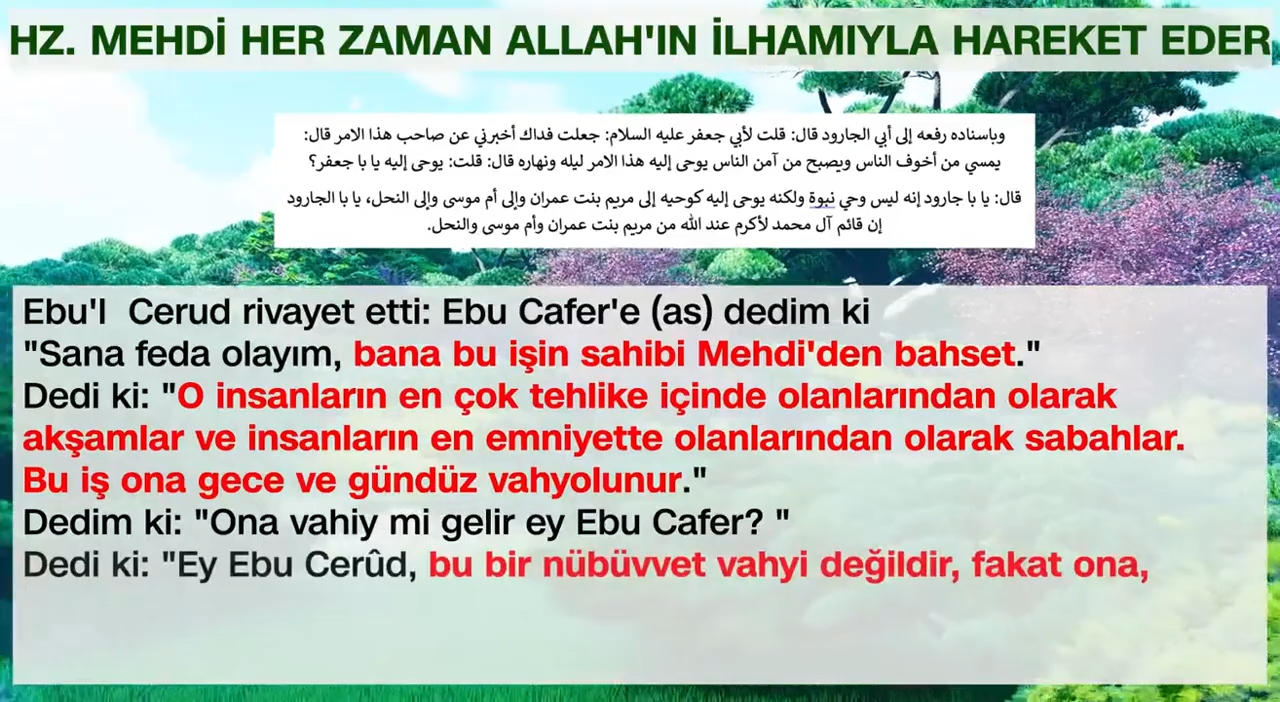 HZ. MEHDİ HER ZAMAN ALLAH'IN İLHAMIYLA HAREKET EDER
وباسناده رفعه إلى أبي الجارود قال: قلت لأبي جعفر عليه السلام: جعلت فداك أخبرني عن صاحب هذا الامر قال:
يمسي من أخوف الناس ويصبح من آمن الناس يوحى إليه هذا الامر ليله ونهاره قال: قلت: يوحى إليه يا با جعفر؟
قال: يا با جارود إنه ليس وحي نبوة ولكنه يوحى إليه كوحيه إلى مريم بنت عمران وإلى أم موسى وإلى النحل، يا با الجارود
إن قائم آل محمد لأكرم عند الله من مريم بنت عمران وأم موسى والنحل.
Ebu'l Cerud rivayet etti: Ebu Cafer'e (as) dedim ki
"Sana feda olayım, bana bu işin sahibi Mehdi'den bahset."
Dedi ki: "O insanların en çok tehlike içinde olanlarından olarak
akşamlar ve insanların en emniyette olanlarından olarak sabahlar.
Bu iş ona gece ve gündüz vahyolunur."
Dedim ki: "Ona vahiy mi gelir ey Ebu Cafer? "
Dedi ki: "Ey Ebu Cerûd, bu bir nübüvvet vahyi değildir, fakat ona,